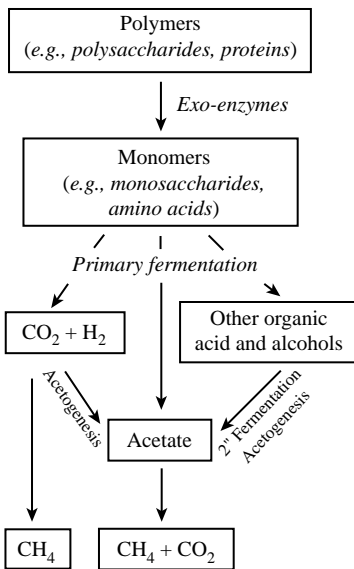 Polymers
(e.g., polysaccharides, proteins)
Exo-enzymes
Monomers
(e.g., monosaccharides,
amino acids)
Primary fermentation
CO₂ + H₂
Other organic
acid and alcohols
Acetogenesis
Acetate
2" Fermentation
Acetogenesis
CH₄
CH₄ + CO₂